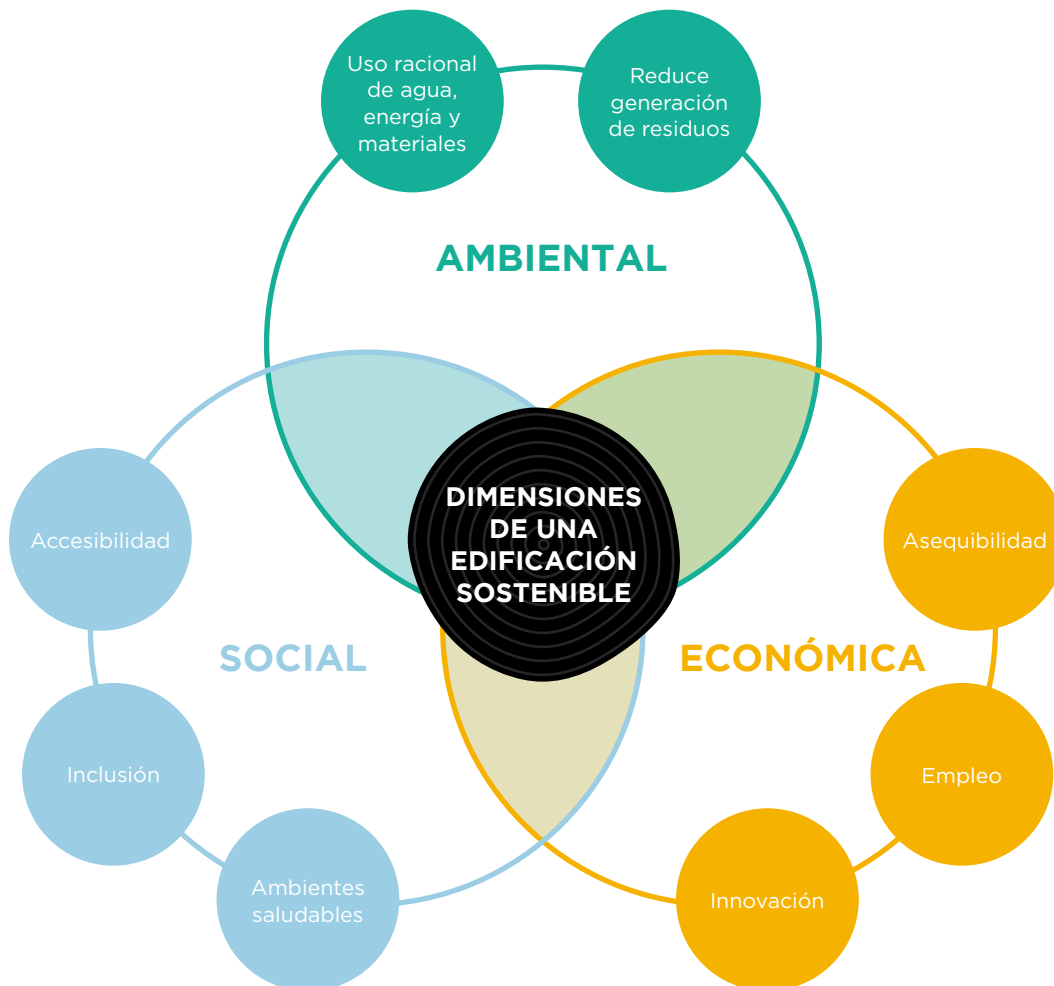 Uso racional
de agua,
energía y
materiales
Reduce
generación
de residuos
AMBIENTAL
DIMENSIONES
DE UNA
EDIFICACIÓN
SOSTENIBLE
Accesibilidad
Asequibilidad
SOCIAL
ECONÓMICA
Inclusión
Empleo
Ambientes
saludables
Innovación